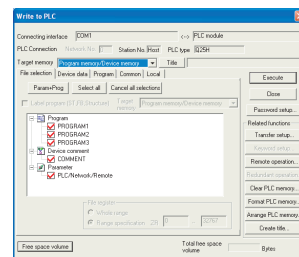 Write to PLC
Connecting interface COM1 <--> PLC module
PLC Connection Network No. Station No. Host PLC type Q25H
Target memory Program memory/Device memory Title
File selection Device data Program Common Local
Param+Prog Select all Cancel all selections
Label program (ST / FB, Structure) Target memory Program memory/Device memory
Program
PROGRAM1
PROGRAM2
PROGRAM3
Device comment
COMMENT
Parameter
PLC/Network/Remote
File register
Whole range
Range specification ZR 0 - 32767
Free space volume Total free space volume Bytes
Execute
Close
Password setup...
Related functions
Transfer setup...
Keyword setup...
Remote operation...
Redundant operation
Clear PLC memory...
Format PLC memory...
Arrange PLC memory...
Create title...